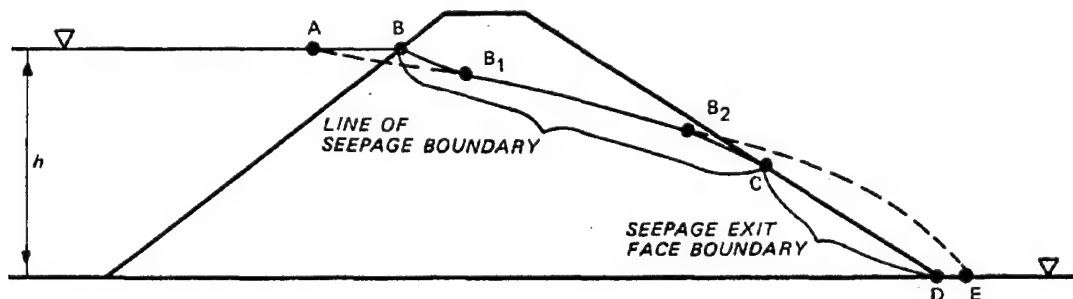 A
B
B1
B2
LINE OF
SEEPAGE BOUNDARY
h
C
SEEPAGE EXIT
FACE BOUNDARY
D
E